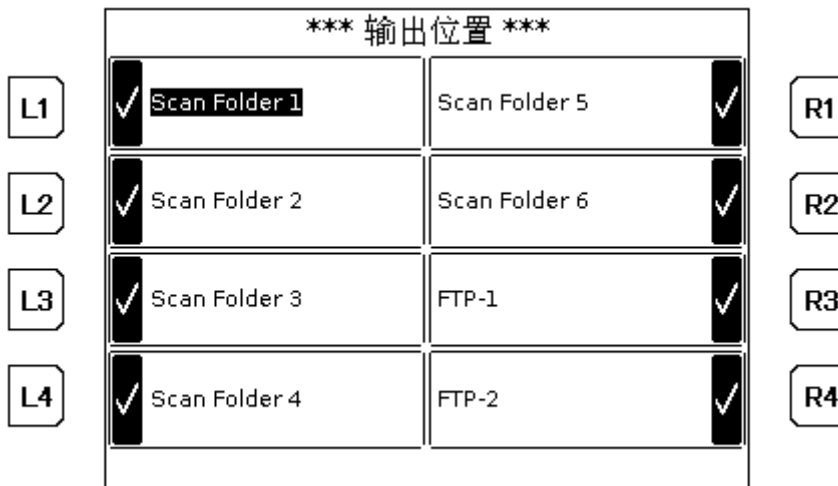 *** 输出位置 ***
L1 Scan Folder 1 Scan Folder 5 R1
L2 Scan Folder 2 Scan Folder 6 R2
L3 Scan Folder 3 FTP-1 R3
L4 Scan Folder 4 FTP-2 R4